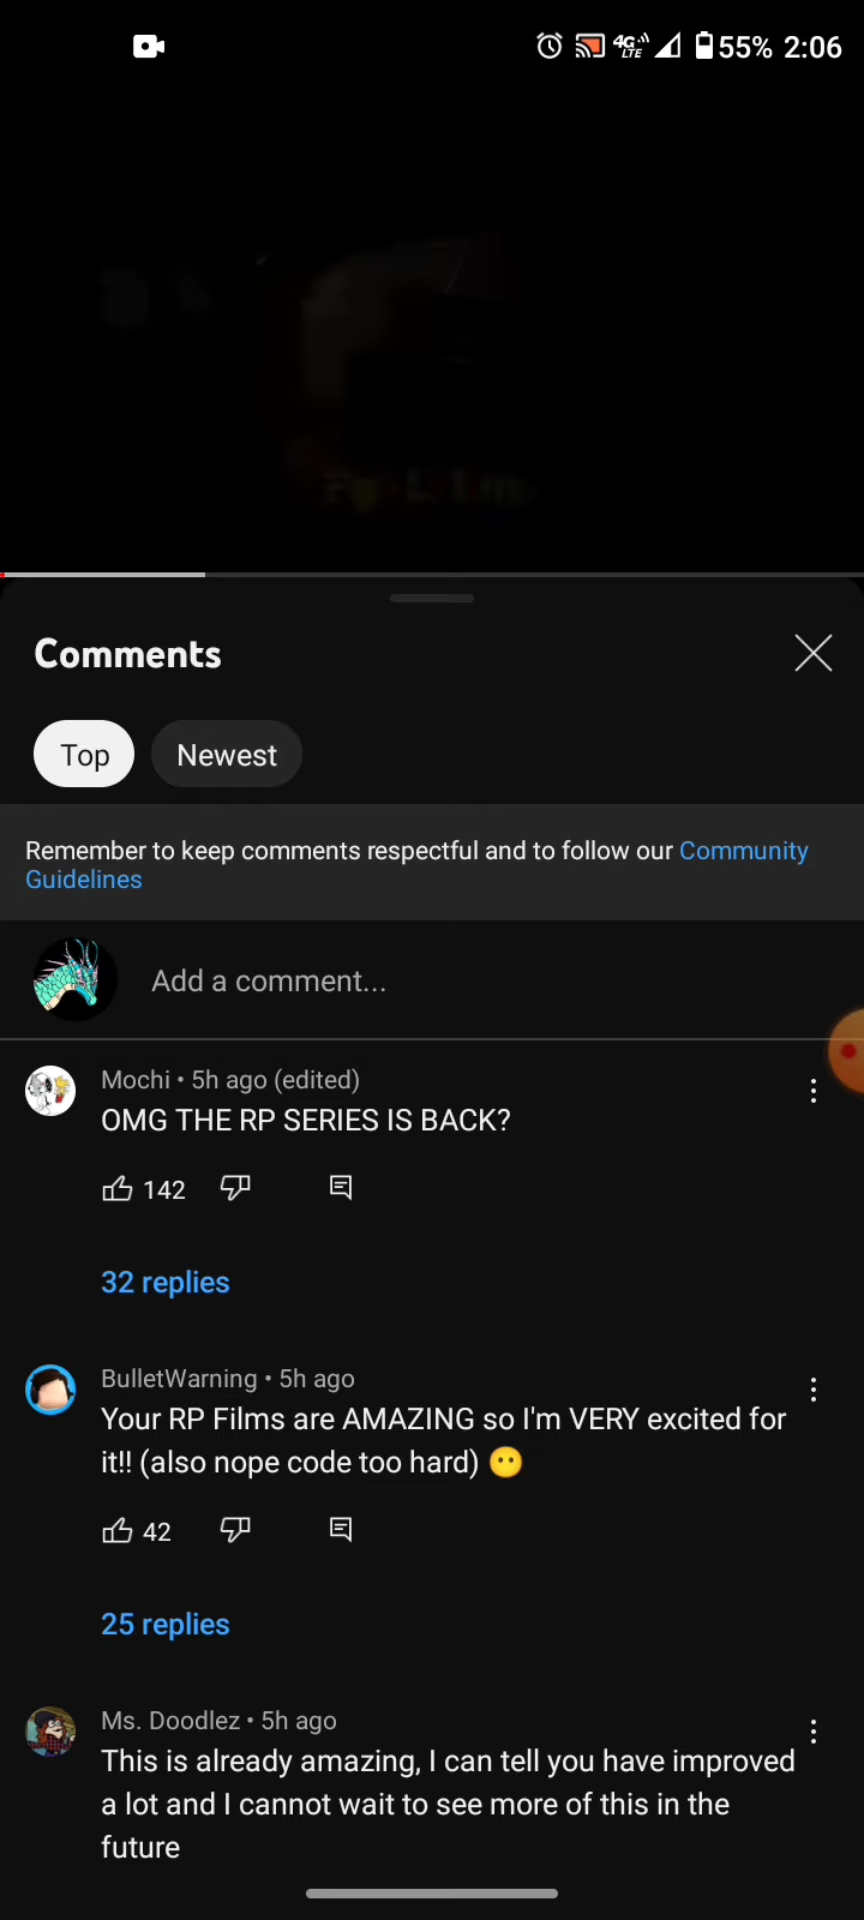 4G LTE 55% 2:06
Comments
Top Newest
Remember to keep comments respectful and to follow our Community
Guidelines
Add a comment...
Mochi • 5h ago (edited)
OMG THE RP SERIES IS BACK?
142
32 replies
BulletWarning • 5h ago
Your RP Films are AMAZING so I'm VERY excited for
it!! (also nope code too hard) 😶
42
25 replies
Ms. Doodlez • 5h ago
This is already amazing, I can tell you have improved
a lot and I cannot wait to see more of this in the
future